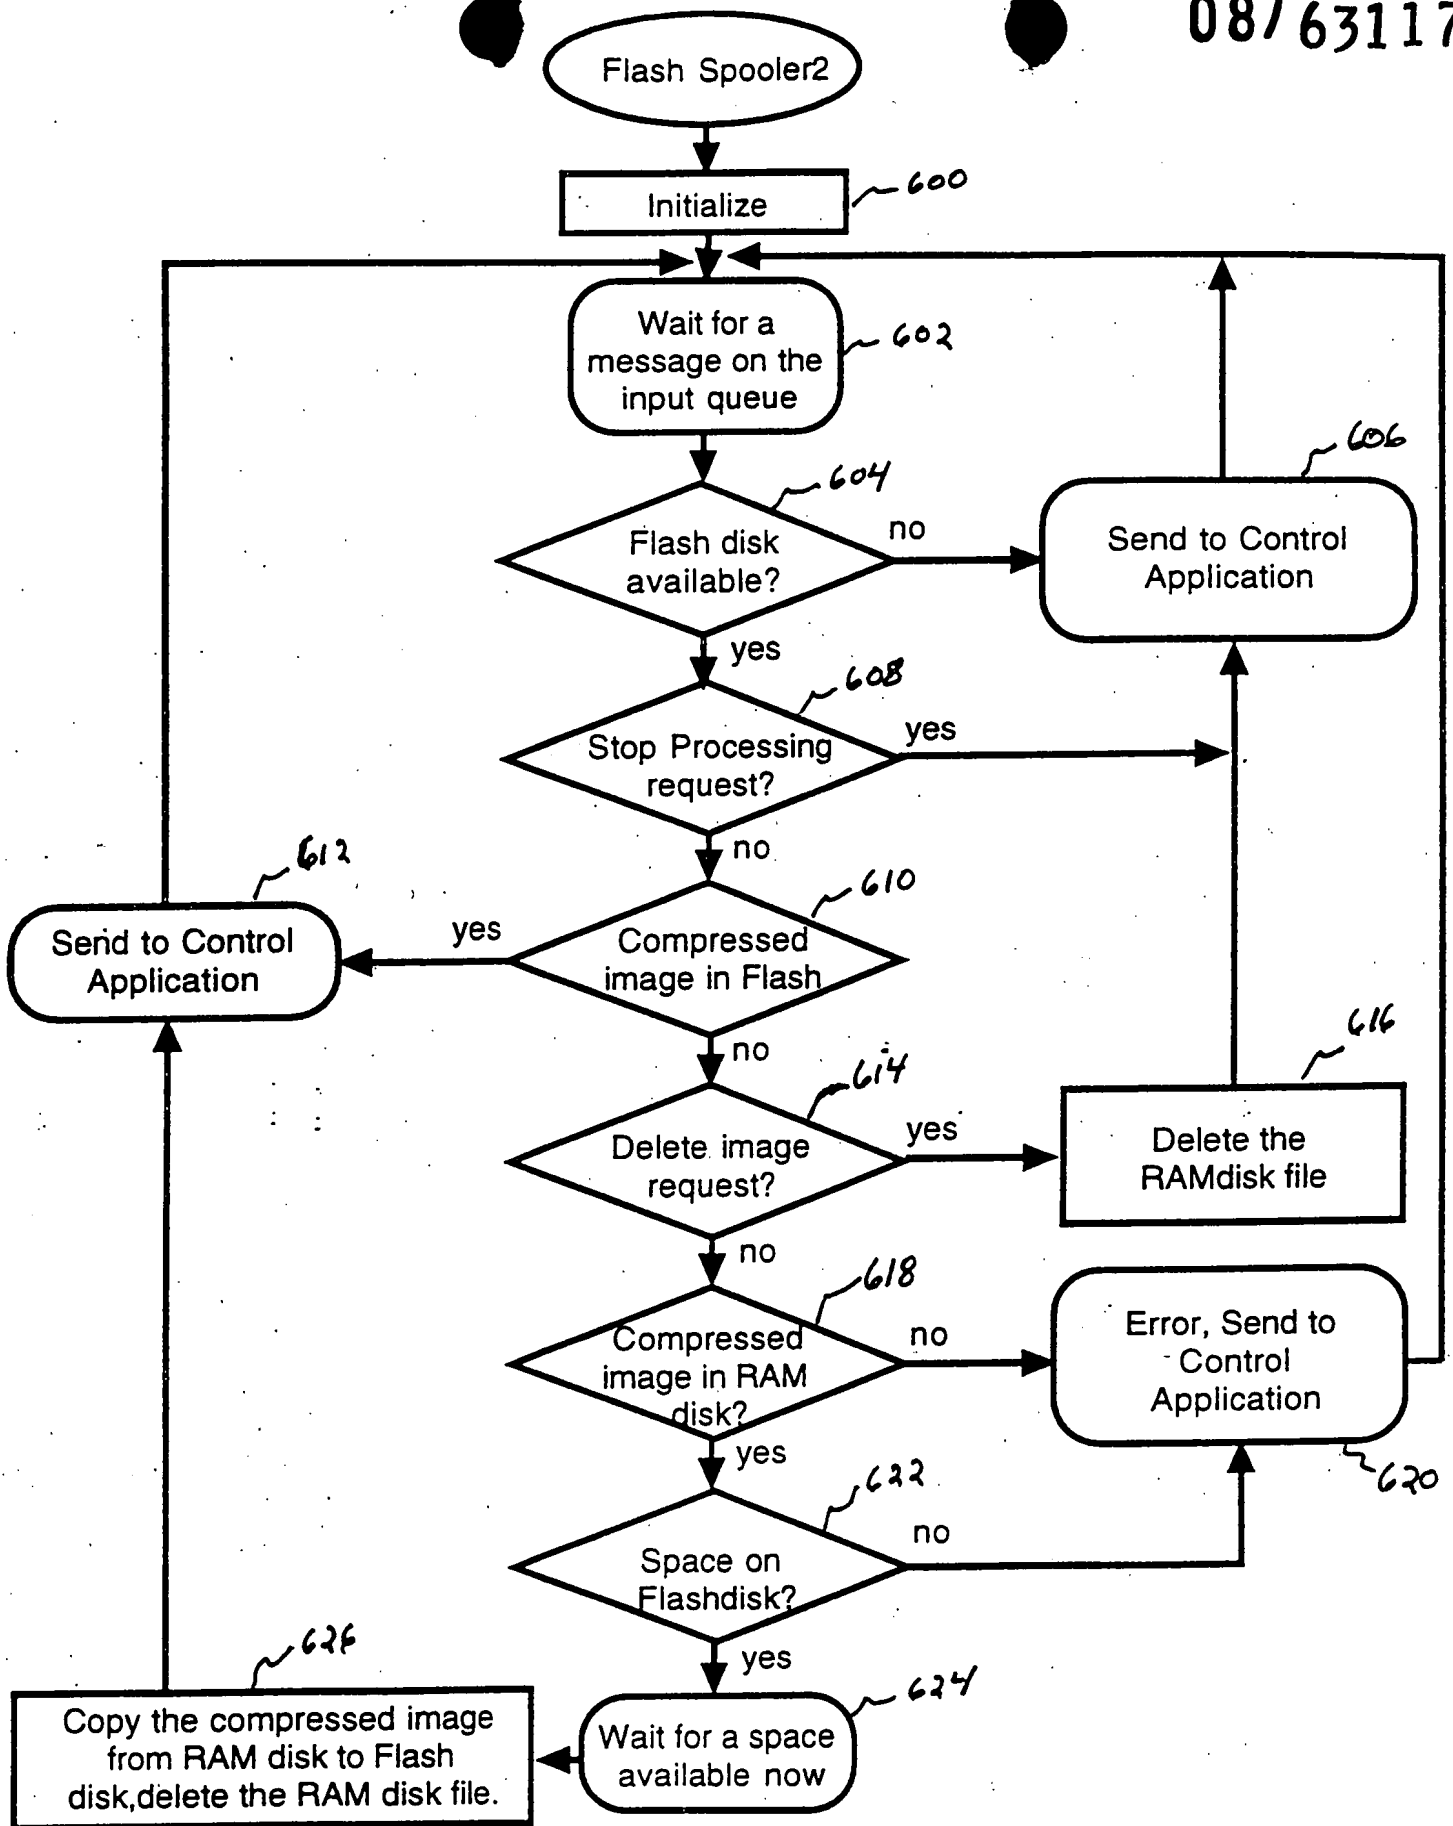 08/63117
Flash Spooler2
Initialize
600
Wait for a
message on the
input queue
602
604
Flash disk
available?
no
606
Send to Control
Application
yes
608
Stop Processing
request?
yes
no
612
610
Send to Control
Application
yes
Compressed
image in Flash
no
614
616
Delete image
request?
yes
Delete the
RAMdisk file
no
618
Compressed
image in RAM
disk?
no
Error, Send to
Control
Application
620
yes
622
Space on
Flashdisk?
no
yes
626
624
Copy the compressed image
from RAM disk to Flash
disk,delete the RAM disk file.
Wait for a space
available now